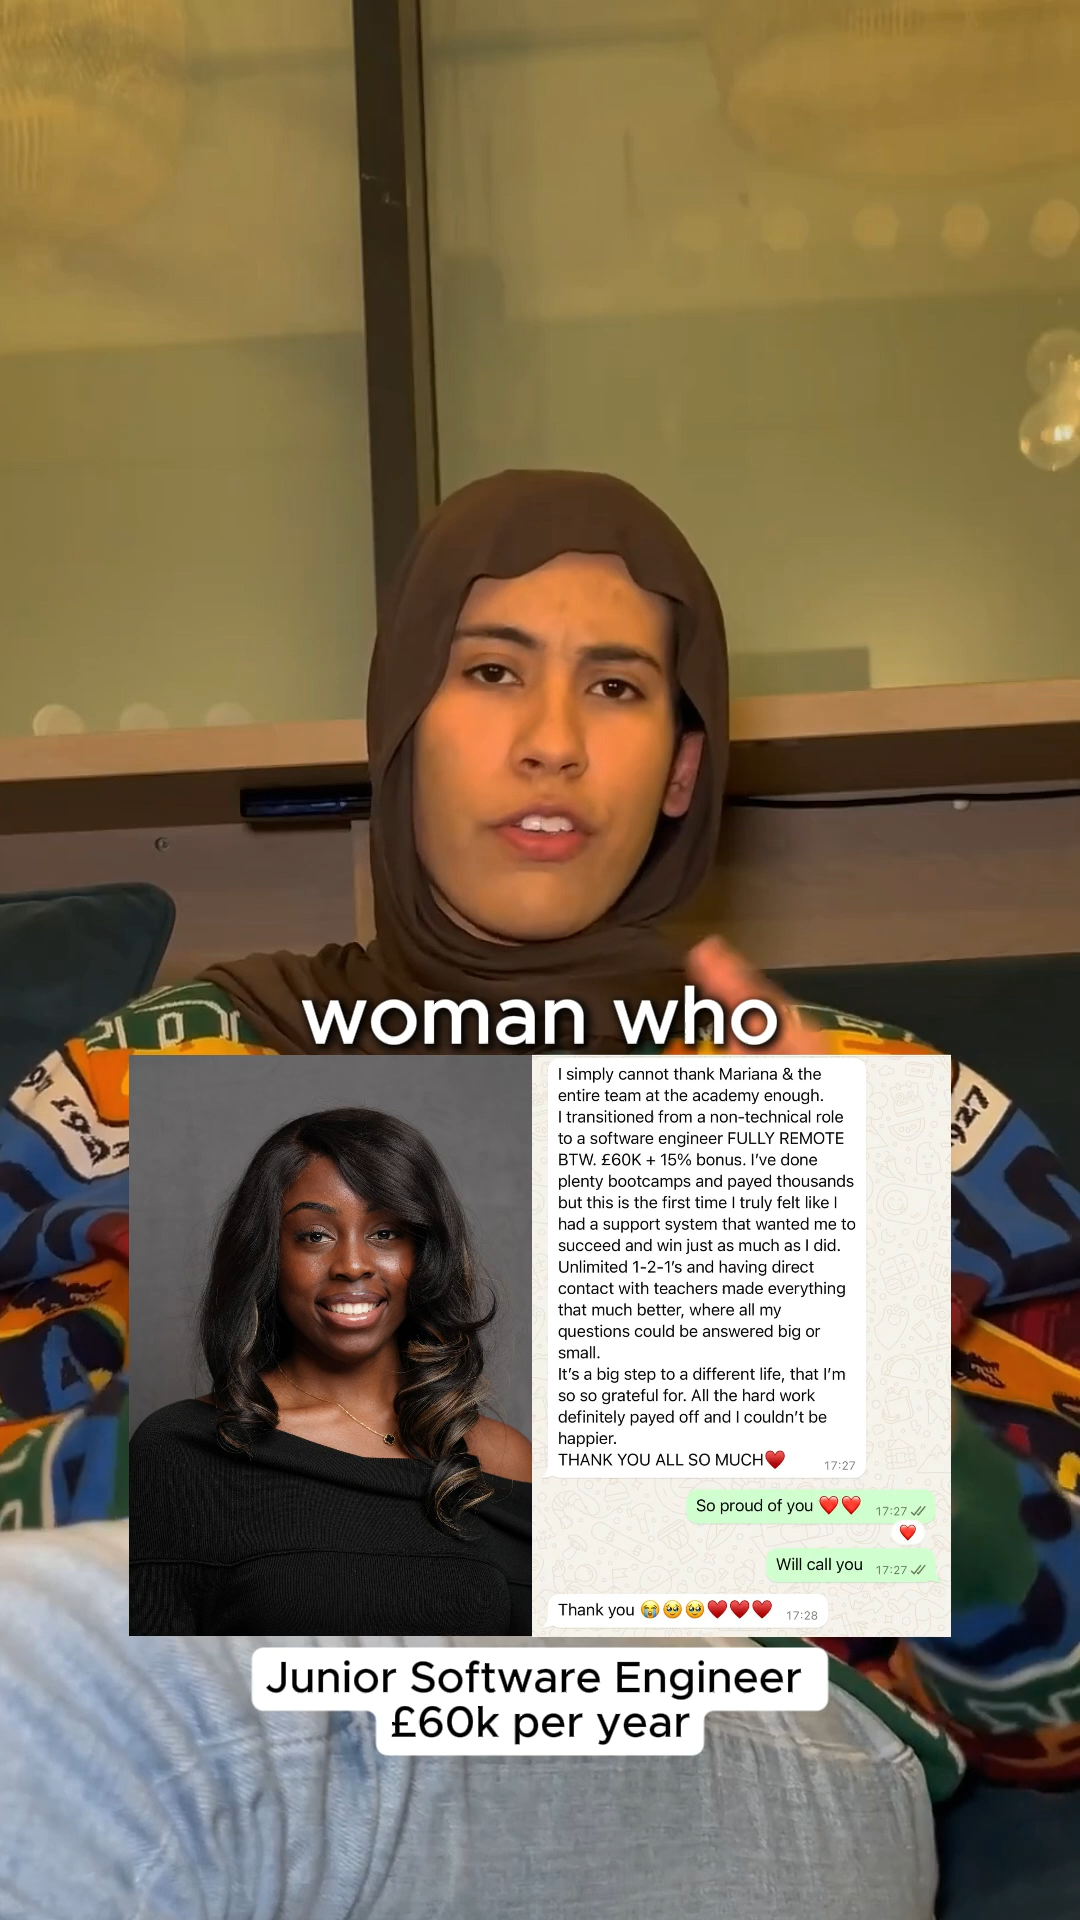 woman who
1927
I simply cannot thank Mariana & the
entire team at the academy enough.
I transitioned from a non-technical role
to a software engineer FULLY REMOTE
BTW. £60K + 15% bonus. I've done
plenty bootcamps and payed thousands
but this is the first time I truly felt like I
had a support system that wanted me to
succeed and win just as much as I did.
Unlimited 1-2-1's and having direct
contact with teachers made everything
that much better, where all my
questions could be answered big or
small.
It's a big step to a different life, that I'm
so so grateful for. All the hard work
definitely payed off and I couldn't be
happier.
THANK YOU ALL SO MUCH❤️ 17:27
So proud of you ❤️❤️ 17:27
❤️
Will call you 17:27
Thank you 😭🥹🥹❤️❤️❤️ 17:28
Junior Software Engineer
£60k per year